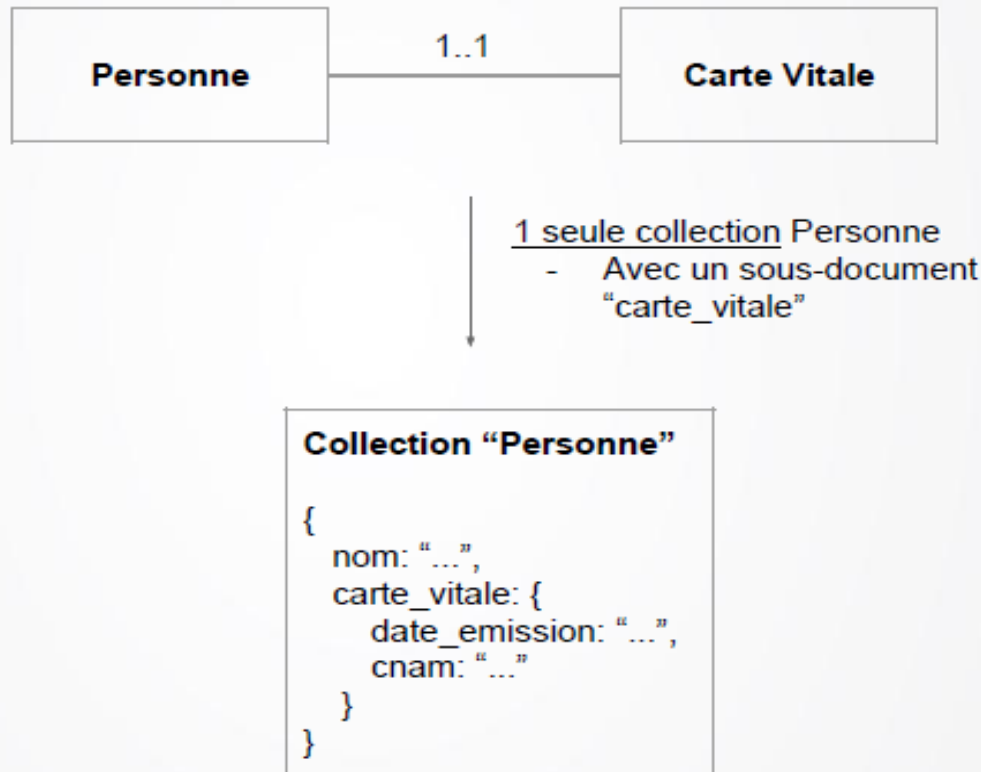 1..1
Personne
Carte Vitale
1 seule collection Personne
- Avec un sous-document
“carte_vitale”
Collection “Personne”
{
nom: “...”,
carte_vitale: {
date_emission: “...”,
cnam: “...”
}
}